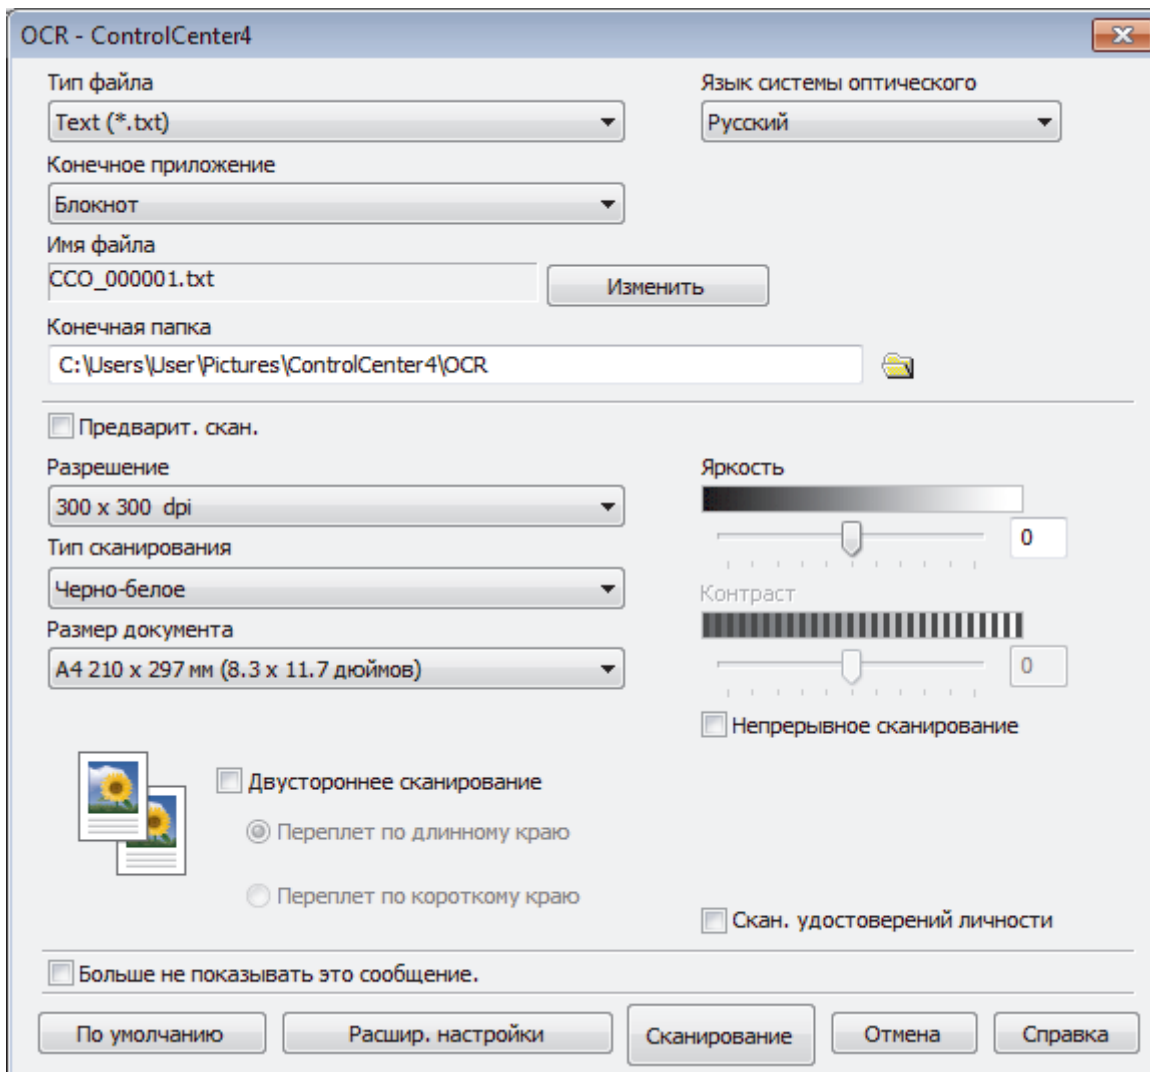 OCR - ControlCenter4
Тип файла
Язык системы оптического
Text (*.txt)
Русский
Конечное приложение
Блокнот
Имя файла
CCO_000001.txt
Изменить
Конечная папка
C:\Users\User\Pictures\ControlCenter4\OCR
Предварит. скан.
Разрешение
Яркость
300 x 300 dpi
0
Тип сканирования
Контраст
Черно-белое
Размер документа
0
A4 210 x 297 мм (8.3 x 11.7 дюймов)
Непрерывное сканирование
Двустороннее сканирование
Переплет по длинному краю
Переплет по короткому краю
Скан. удостоверений личности
Больше не показывать это сообщение.
По умолчанию
Расшир. настройки
Сканирование
Отмена
Справка